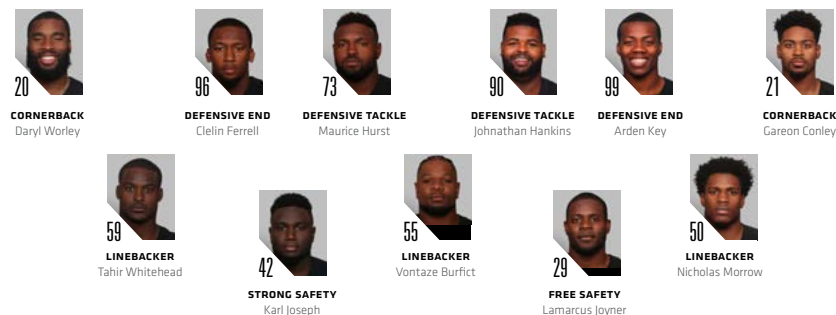 20
CORNERBACK
Daryl Worley
96
DEFENSIVE END
Clelin Ferrell
73
DEFENSIVE TACKLE
Maurice Hurst
90
DEFENSIVE TACKLE
Johnathan Hankins
99
DEFENSIVE END
Arden Key
21
CORNERBACK
Gareon Conley
59
LINEBACKER
Tahir Whitehead
42
STRONG SAFETY
Karl Joseph
55
LINEBACKER
Vontaze Burfict
29
FREE SAFETY
Lamarcus Joyner
50
LINEBACKER
Nicholas Morrow